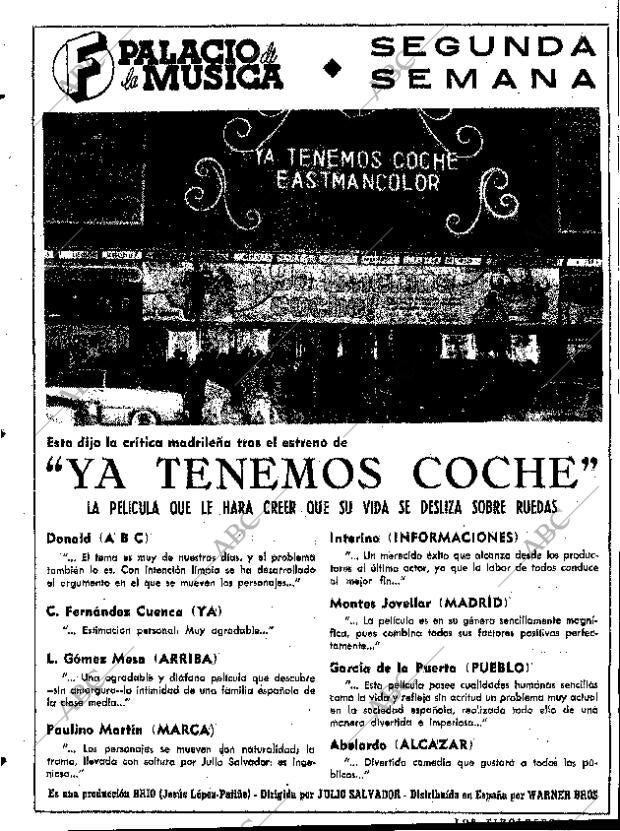 PALACIO de
la MUSICA
SEGUNDA
SEMANA
YA TENEMOS COCHE
EASTMANCOLOR
Esto dijo la crítica madrileña tras el estreno de
"YA TENEMOS COCHE"
LA PELICULA QUE LE HARA CREER QUE SU VIDA SE DESLIZA SOBRE RUEDAS
Donald (A B C)
"... El tema es muy de nuestros días, y el problema
también lo es. Con intención limpia se ha desarrollado
el argumento en el que se mueven los personajes..."
C. Fernández Cuenca (YA)
"... Estimación personal: Muy agradable..."
L. Gómez Mesa (ARRIBA)
"... Una agradable y diáfana película que descubre
-sin amargura- la intimidad de una familia española de
la clase media..."
Paulino Martín (MARCA)
"... Los personajes se mueven con naturalidad; la
trama, llevada con soltura por Julio Salvador: es inge-
niosa..."
Interino (INFORMACIONES)
"... Un merecido éxito que alcanza desde los produc-
tores al último actor, ya que la labor de todos conduce
al mejor fin..."
Montes Jovellar (MADRID)
"... La película es en su género sencillamente magní-
fica, pues combina todos sus factores positivos perfec-
tamente..."
García de la Puerta (PUEBLO)
"... Esta película posee cualidades humanas sencillas
como la vida y refleja sin acritud un problema muy actual
en la sociedad española, realizado todo ello de una
manera divertida e
Abelardo (ALCAZAR)
"... Divertida comedia que gustará a todos los pú-
blicos..."
Es una producción BRIO (Jesús López-Patiño) - Dirigida por JULIO SALVADOR - Distribuída en España por WARNER BROS